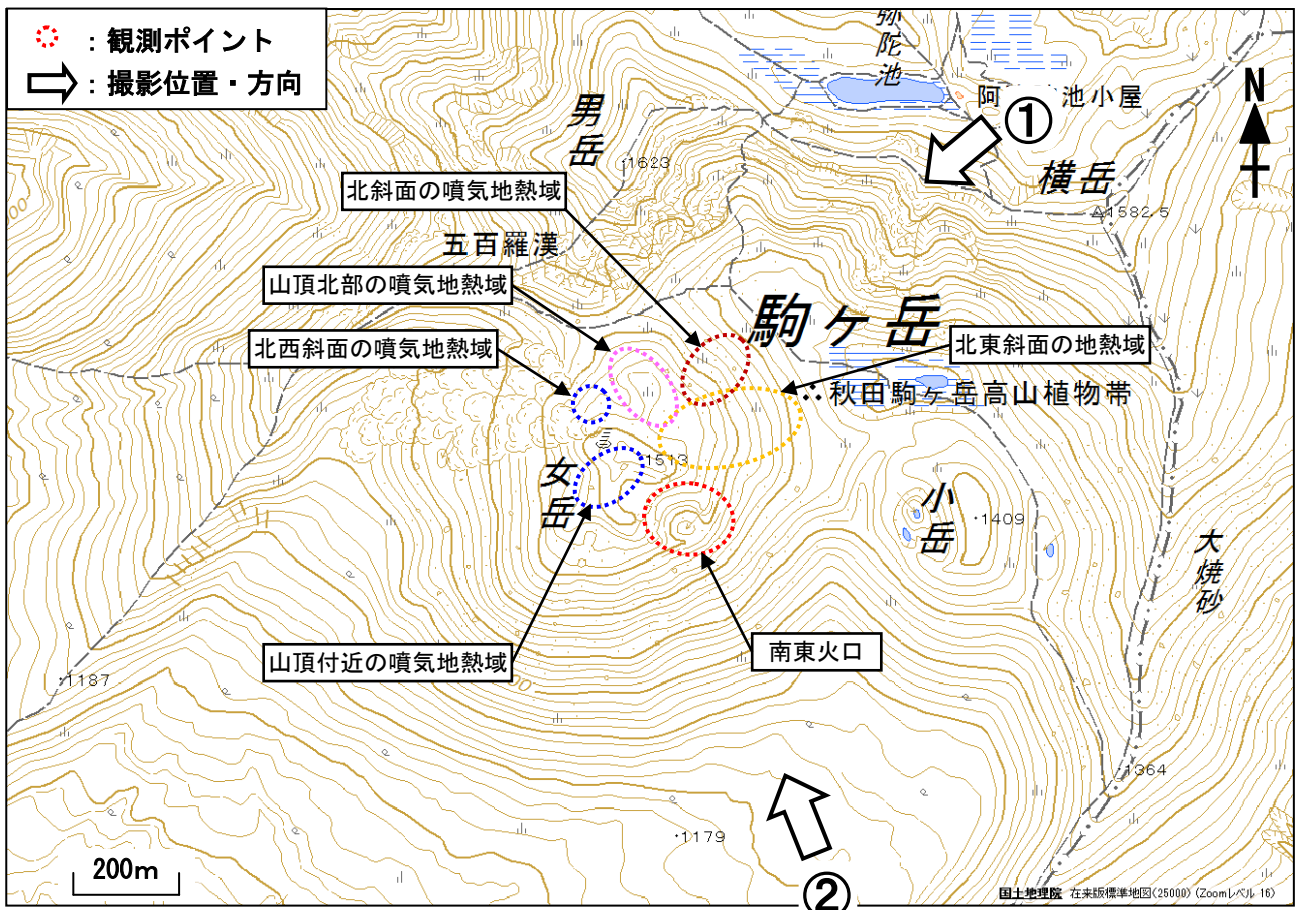 ：観測ポイント
：撮影位置・方向
弥陀池
阿
池小屋
①
N
男岳
1623
横岳
1582.5
北斜面の噴気地熱域
五百羅漢
山頂北部の噴気地熱域
駒ヶ岳
北西斜面の噴気地熱域
北東斜面の地熱域
∴秋田駒ヶ岳高山植物帯
1513
女岳
小岳
1409
大焼砂
山頂付近の噴気地熱域
南東火口
1187
1364
1179
200m
②
国土地理院 在来版標準地図(25000) (Zoomレベル 16)